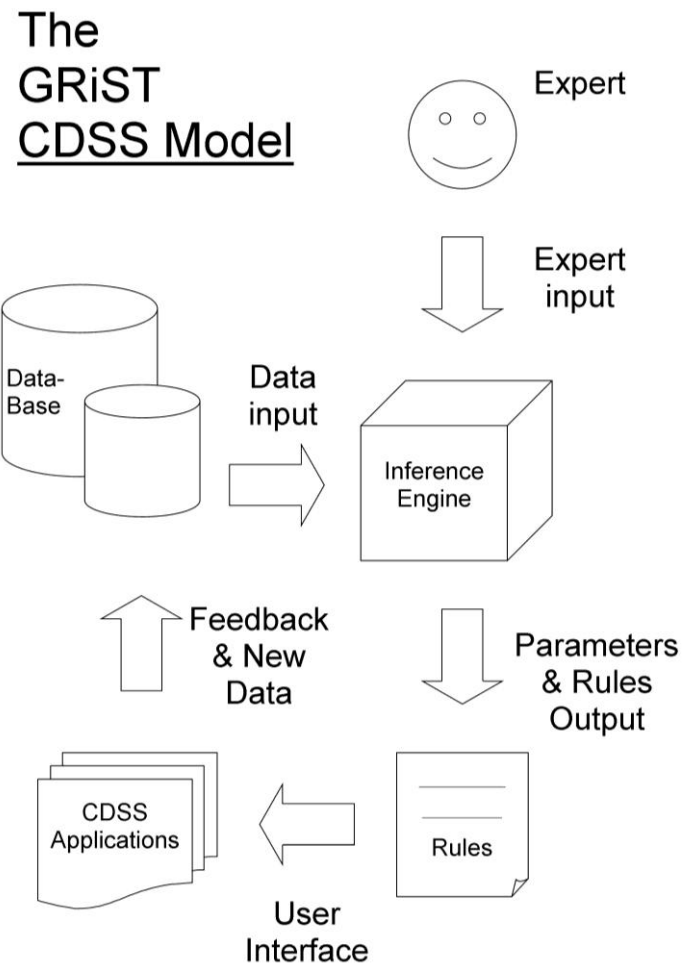 The
GRiST
CDSS Model
Expert
Expert
input
Data-
Base
Data
input
Inference
Engine
Feedback
& New
Data
Parameters
& Rules
Output
CDSS
Applications
Rules
User
Interface